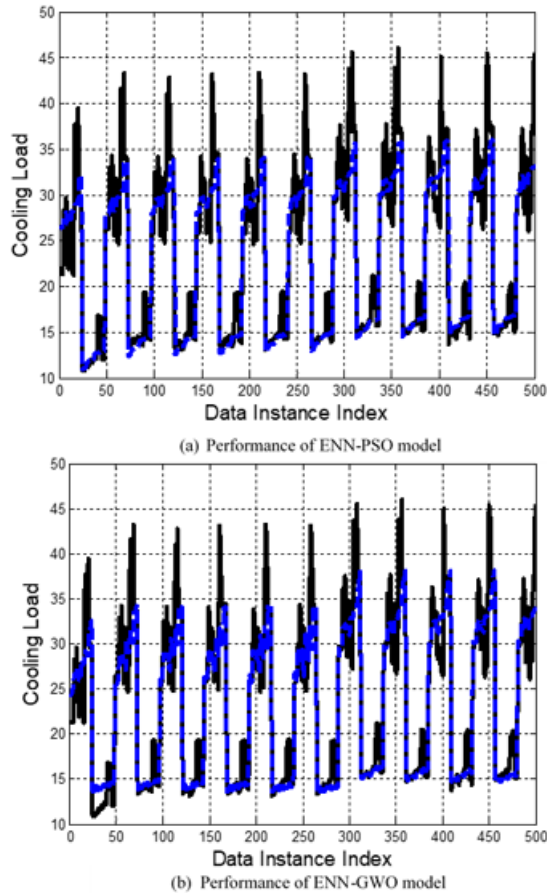 50
45
40
35
30
25
20
15
10
Cooling Load
0 50 100 150 200 250 300 350 400 450 500
Data Instance Index
(a) Performance of ENN-PSO model
50
45
40
35
30
25
20
15
10
Cooling Load
0 50 100 150 200 250 300 350 400 450 500
Data Instance Index
(b) Performance of ENN-GWO model